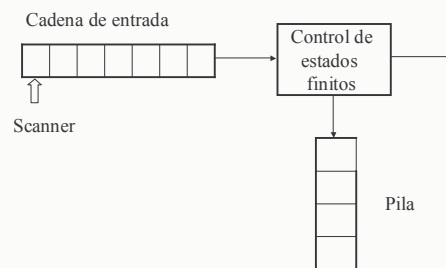 Cadena de entrada
Control de
estados
finitos
Scanner
Pila